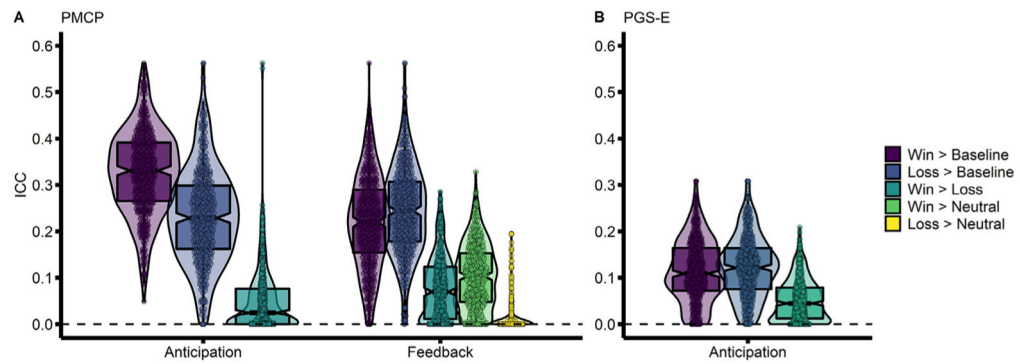 A PMCP
B PGS-E
ICC
0.6
0.5
0.4
0.3
0.2
0.1
0.0
Anticipation
Feedback
0.6
0.5
0.4
0.3
0.2
0.1
0.0
Anticipation
Win > Baseline
Loss > Baseline
Win > Loss
Win > Neutral
Loss > Neutral